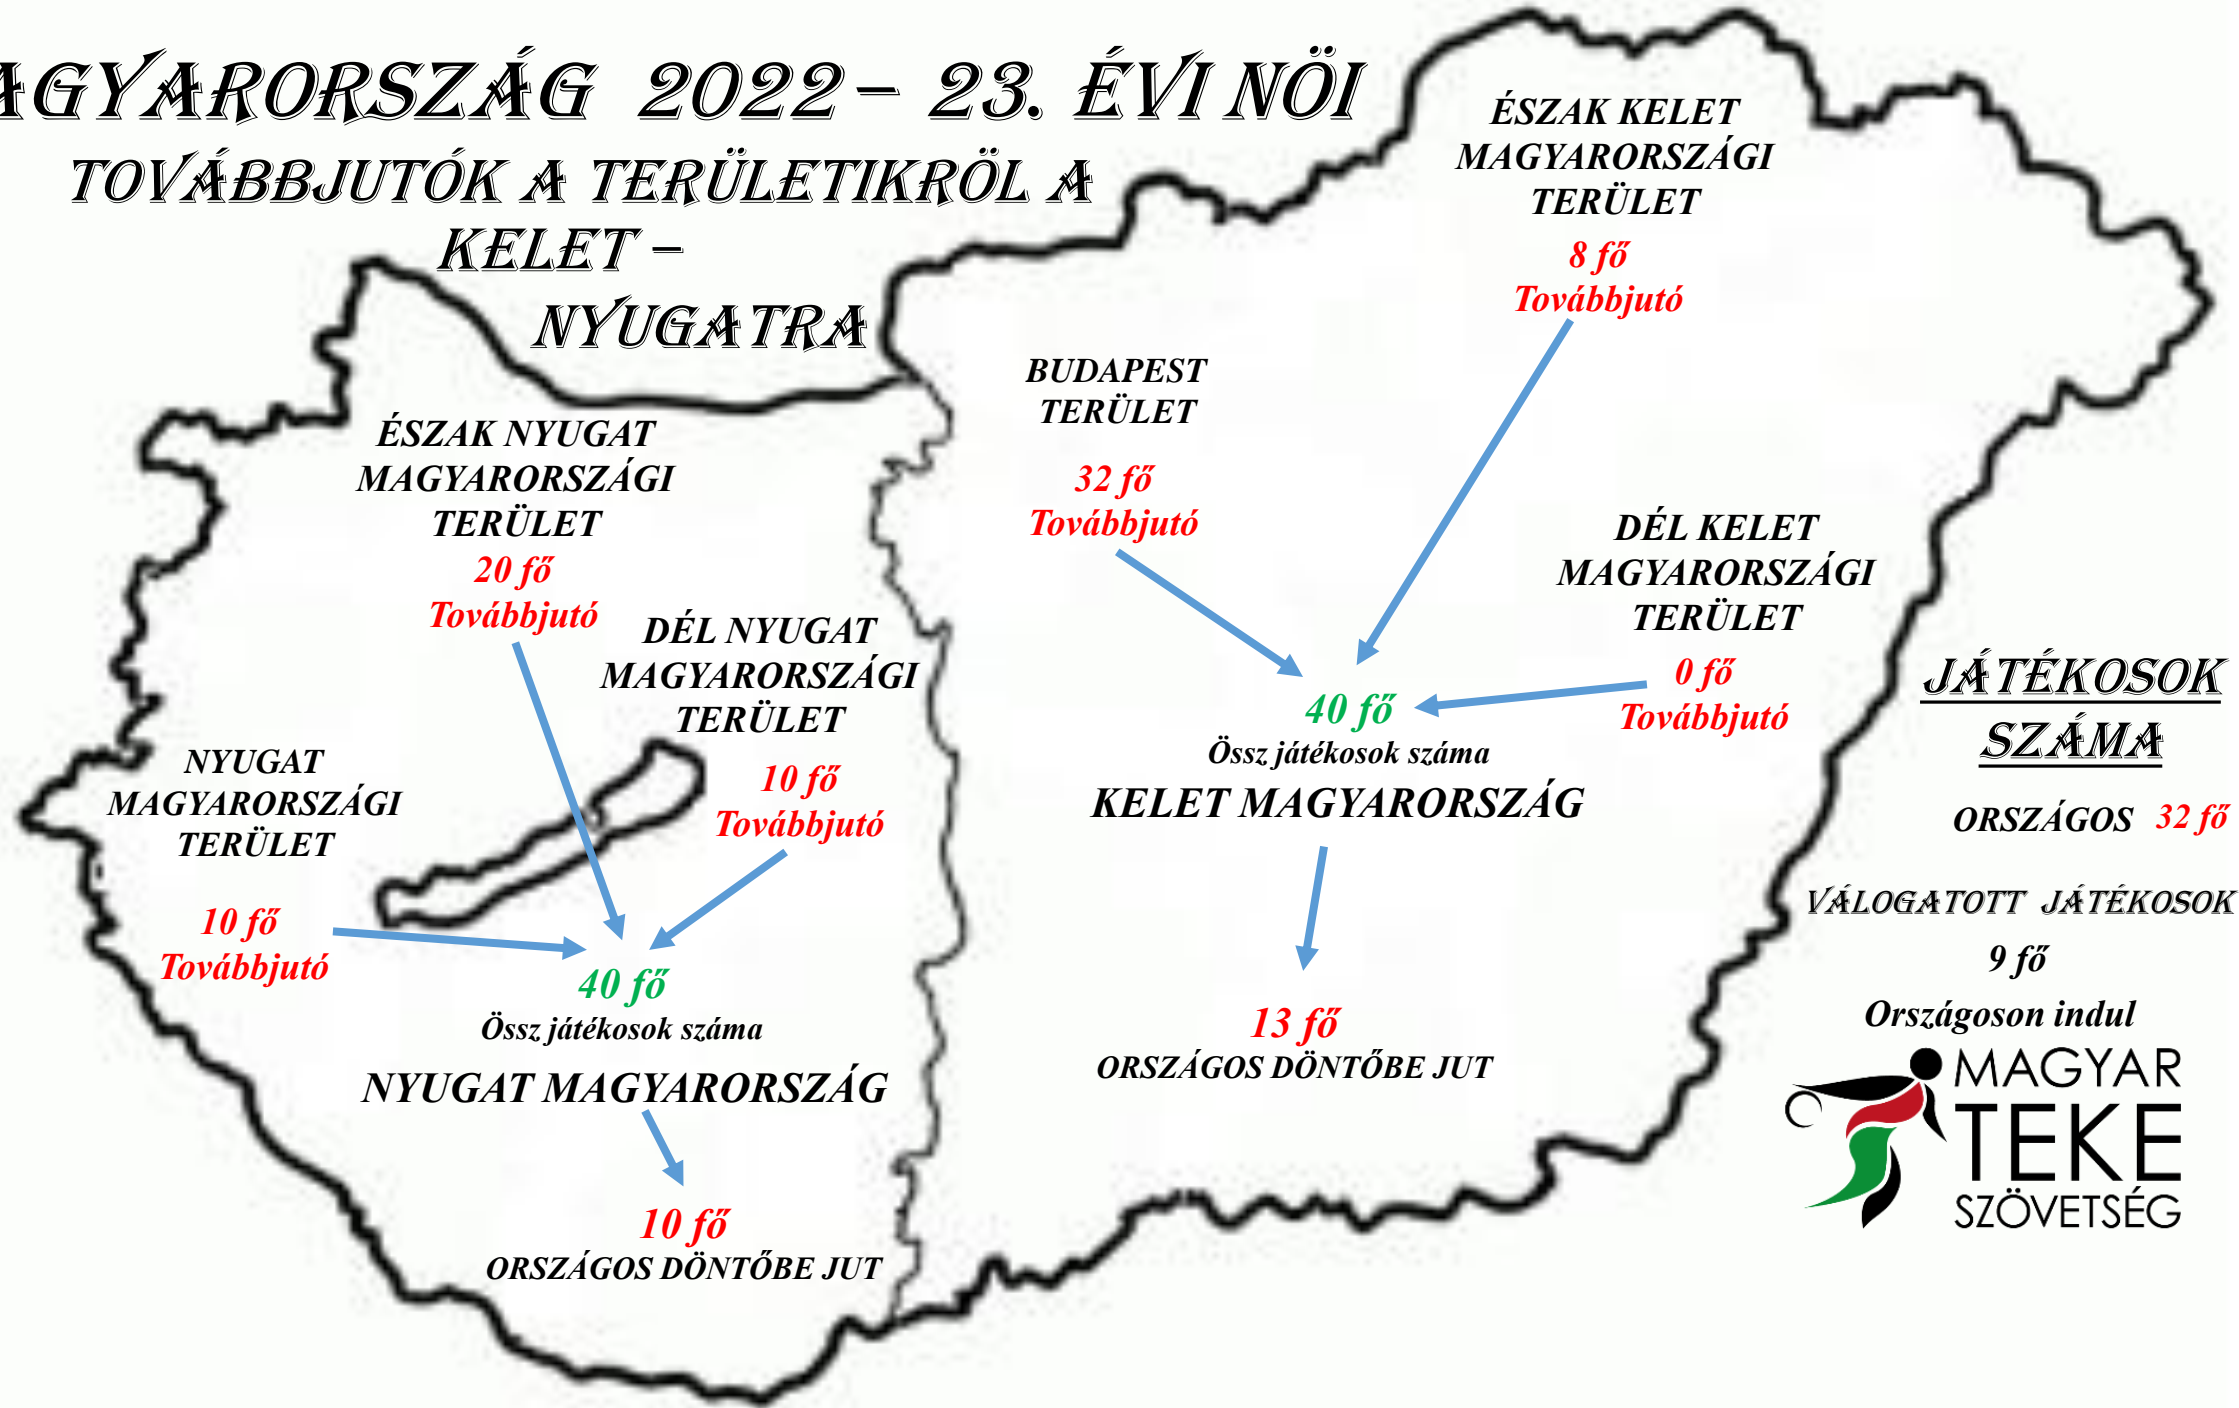 AGYARORSZÁG 2022 – 23. ÉVI NÖI
TOVÁBBJUTÓK A TERÜLETIKRÖL A
KELET –
NYUGATRA
ÉSZAK KELET
MAGYARORSZÁGI
TERÜLET
8 fő
Továbbjutó
BUDAPEST
TERÜLET
32 fő
Továbbjutó
ÉSZAK NYUGAT
MAGYARORSZÁGI
TERÜLET
20 fő
Továbbjutó
DÉL KELET
MAGYARORSZÁGI
TERÜLET
0 fő
Továbbjutó
DÉL NYUGAT
MAGYARORSZÁGI
TERÜLET
10 fő
Továbbjutó
NYUGAT
MAGYARORSZÁGI
TERÜLET
10 fő
Továbbjutó
40 fő
Össz játékosok száma
KELET MAGYARORSZÁG
13 fő
ORSZÁGOS DÖNTŐBE JUT
40 fő
Össz játékosok száma
NYUGAT MAGYARORSZÁG
10 fő
ORSZÁGOS DÖNTŐBE JUT
JÁTÉKOSOK
SZÁMA
ORSZÁGOS 32 fő
VÁLOGATOTT JÁTÉKOSOK
9 fő
Országoson indul
MAGYAR
TEKE
SZÖVETSÉG